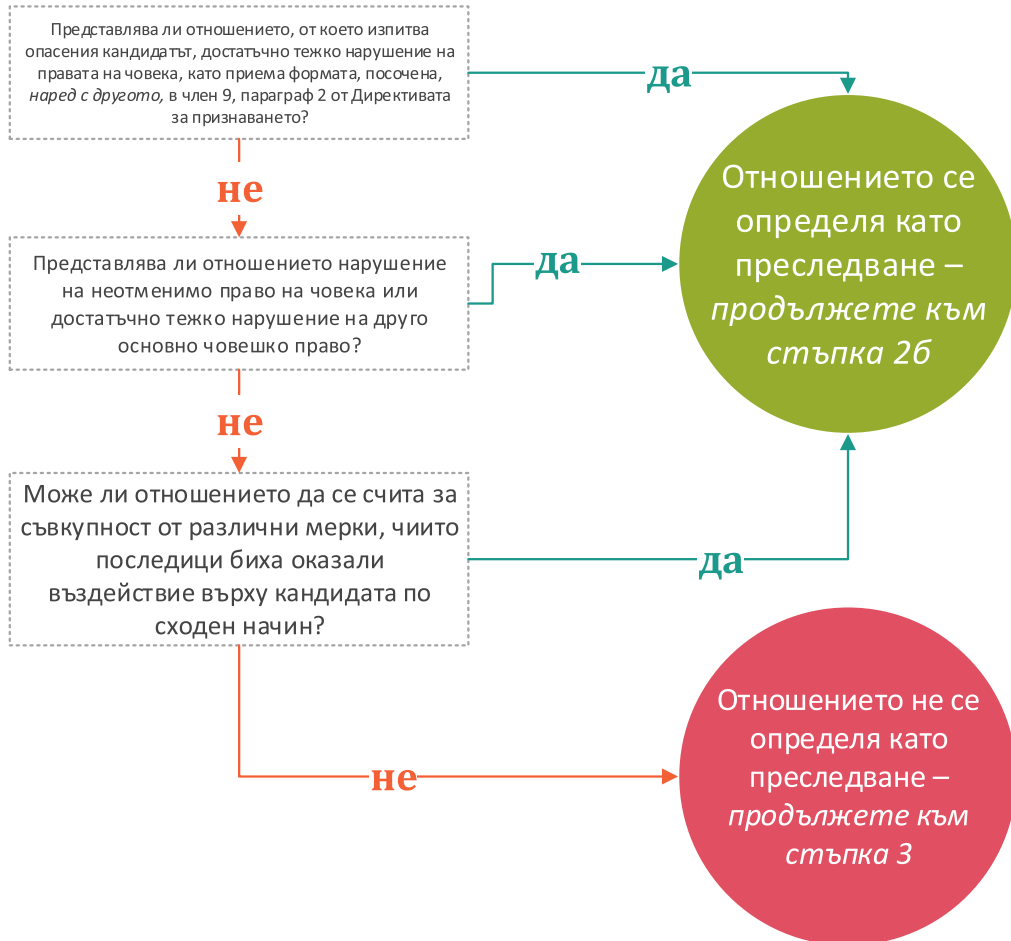 Представлява ли отношението, от което изпитва
опасения кандидатът, достатъчно тежко нарушение на
правата на човека, като приема формата, посочена,
наред с другото, в член 9, параграф 2 от Директивата
за признаването?
да
не
Отношението се
определя като
преследване –
продължете към
стъпка 2б
Представлява ли отношението нарушение
на неотменимо право на човека или
достатъчно тежко нарушение на друго
основно човешко право?
да
не
Може ли отношението да се счита за
съвкупност от различни мерки, чиито
последици биха оказали
въздействие върху кандидата по
сходен начин?
да
не
Отношението не се
определя като
преследване –
продължете към
стъпка 3